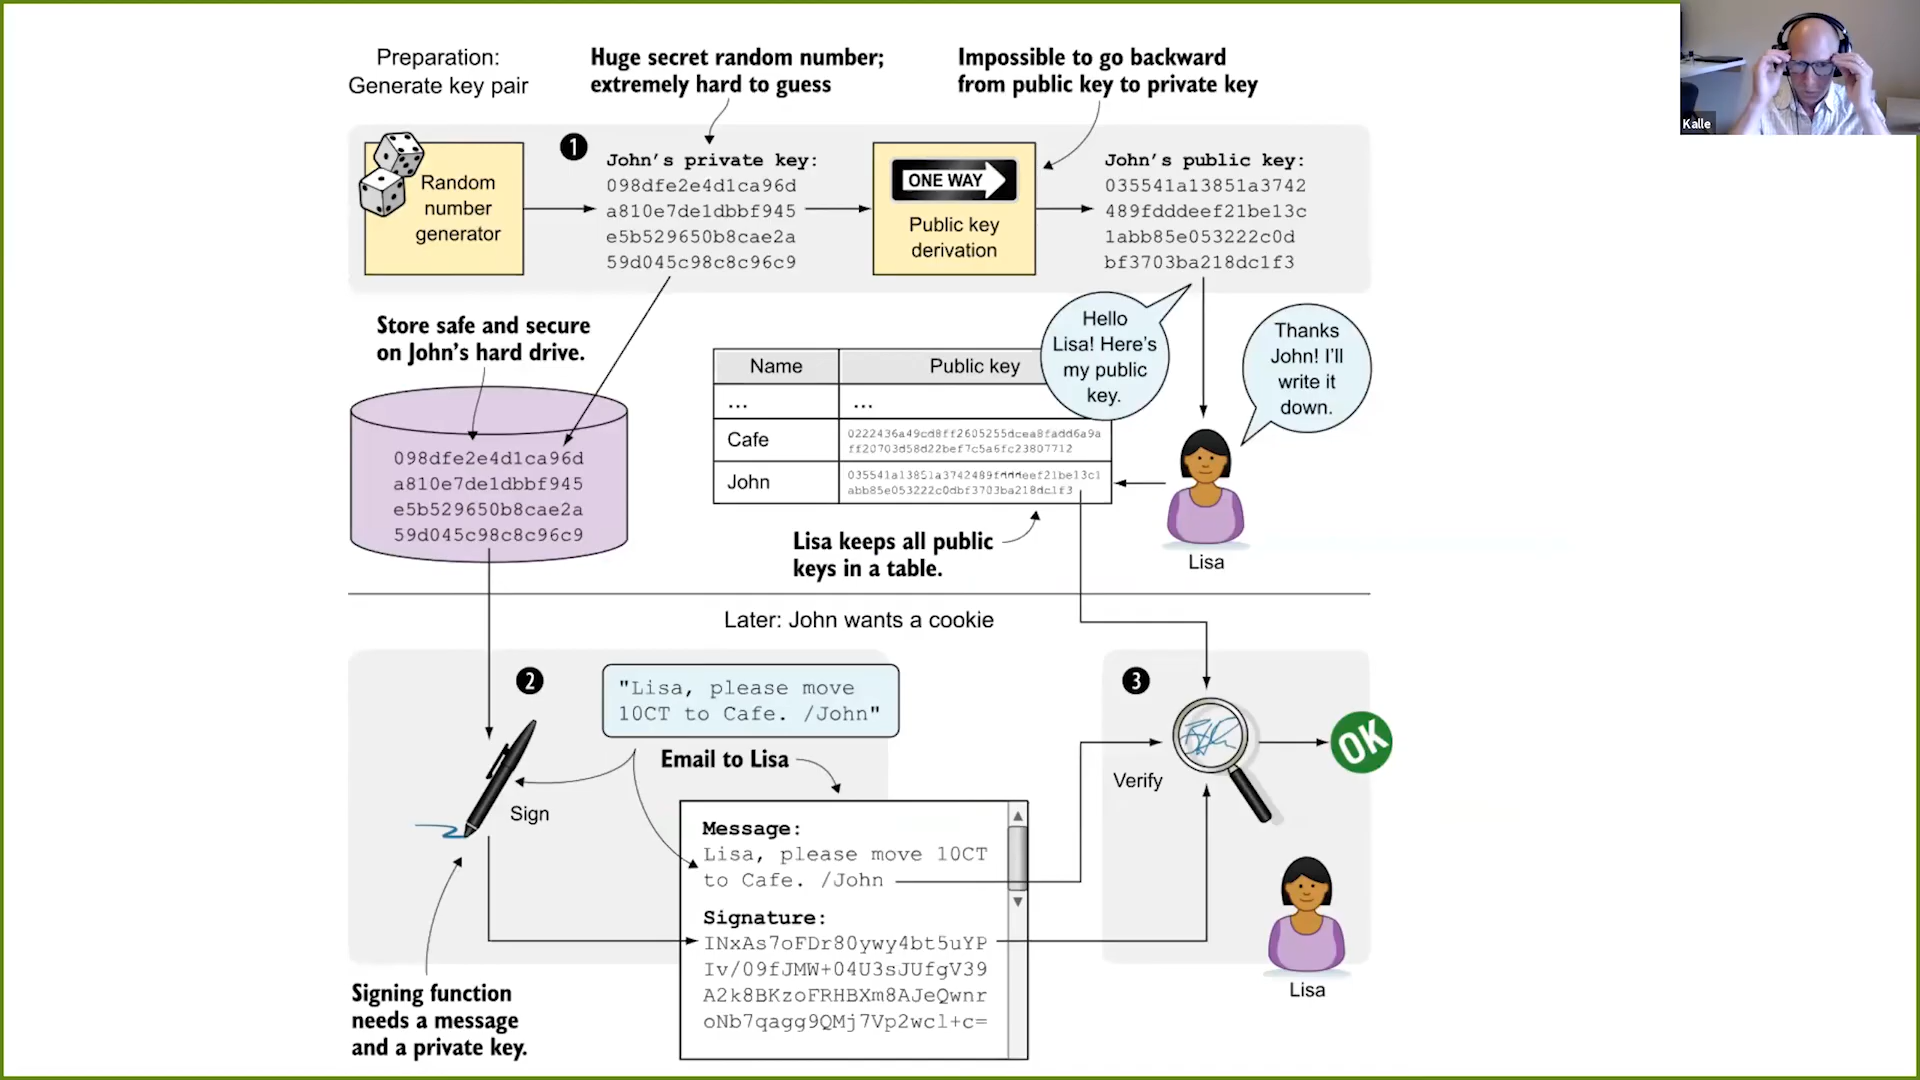 Preparation:
Generate key pair
Huge secret random number;
extremely hard to guess
Impossible to go backward
from public key to private key
1
Random
number
generator
John's private key:
098dfe2e4d1ca96d
a810e7de1dbbf945
e5b529650b8cae2a
59d045c98c8c96c9
ONE WAY
Public key
derivation
John's public key:
035541a13851a3742
489fdddeef21be13c
1abb85e053222c0d
bf3703ba218dc1f3
Kalle
Store safe and secure
on John's hard drive.
098dfe2e4d1ca96d
a810e7de1dbbf945
e5b529650b8cae2a
59d045c98c8c96c9
Name
Public key
...
...
Cafe
0222436a49cd8ff2605255dcea8fadd6a9a
ff20703d58d22bef7c5a6fc23807712
John
035541a13851a3742489fdddeef21be13c1
abb85e053222c0dbf3703ba218dc1f3
Hello
Lisa! Here's
my public
key.
Thanks
John! I'll
write it
down.
Lisa keeps all public
keys in a table.
Lisa
Later: John wants a cookie
2
"Lisa, please move
10CT to Cafe. /John"
Email to Lisa
Sign
Signing function
needs a message
and a private key.
Message:
Lisa, please move 10CT
to Cafe. /John
Signature:
INxAs7oFDr80ywy4bt5uYP
Iv/09fJMW+04U3sJUfgV39
A2k8BKzoFRHBXm8AJeQwnr
oNb7qagg9QMj7Vp2wcl+c=
3
Verify
OK
Lisa